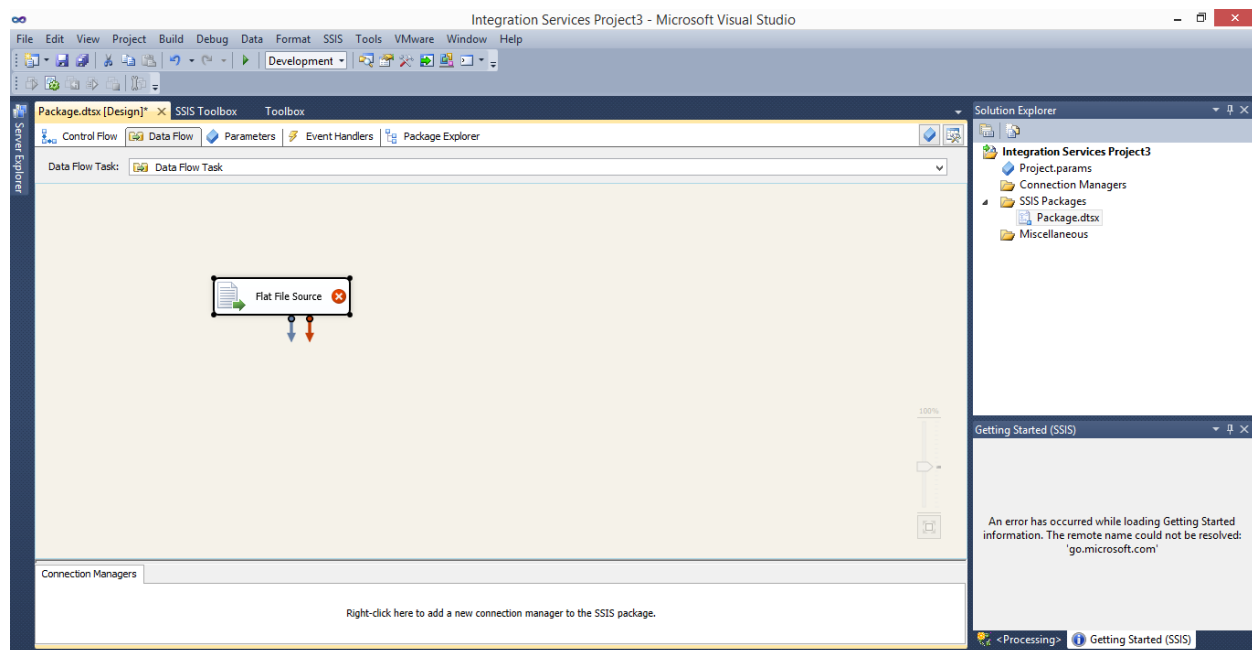 Integration Services Project3 - Microsoft Visual Studio
File Edit View Project Build Debug Data Format SSIS Tools VMware Window Help
Development
Server Explorer
Package.dtsx [Design]* SSIS Toolbox Toolbox
Control Flow Data Flow Parameters Event Handlers Package Explorer
Data Flow Task: Data Flow Task
Flat File Source
100%
Connection Managers
Right-click here to add a new connection manager to the SSIS package.
Solution Explorer
Integration Services Project3
Project.params
Connection Managers
SSIS Packages
Package.dtsx
Miscellaneous
Getting Started (SSIS)
An error has occurred while loading Getting Started
information. The remote name could not be resolved:
'go.microsoft.com'
<Processing> Getting Started (SSIS)